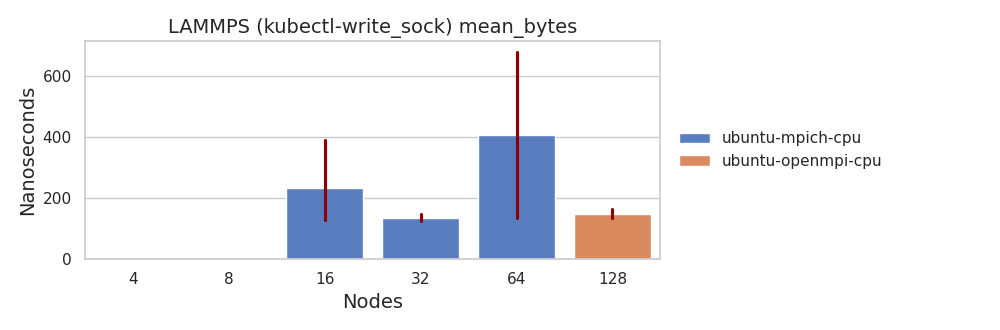 LAMMPS (kubectl-write_sock) mean_bytes
Nanoseconds
600
400
200
0
4 8 16 32 64 128
Nodes
ubuntu-mpich-cpu
ubuntu-openmpi-cpu